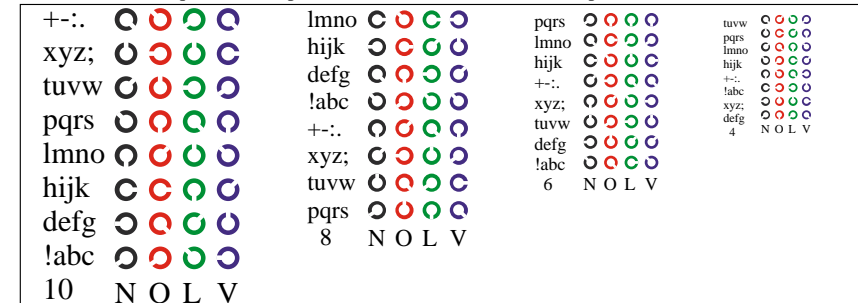 +-:.
xyz;
tuvw
pqrs
lmno
hijk
defg
!abc
10 N O L V
lmno
hijk
defg
!abc
+-:.
xyz;
tuvw
pqrs
8 N O L V
pqrs
lmno
hijk
+-:.
xyz;
tuvw
defg
!abc
6 N O L V
tuvw
pqrs
lmno
hijk
+-:.
!abc
xyz;
defg
4 N O L V